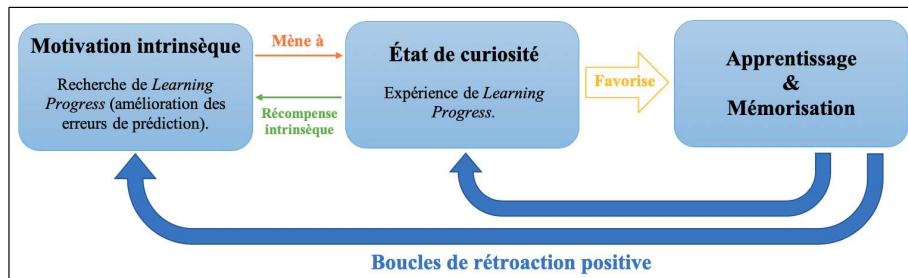 Motivation intrinsèque
Recherche de Learning
Progress (amélioration des
erreurs de prédiction).
Mène à
Récompense
intrinsèque
État de curiosité
Expérience de Learning
Progress.
Favorise
Apprentissage
&
Mémorisation
Boucles de rétroaction positive